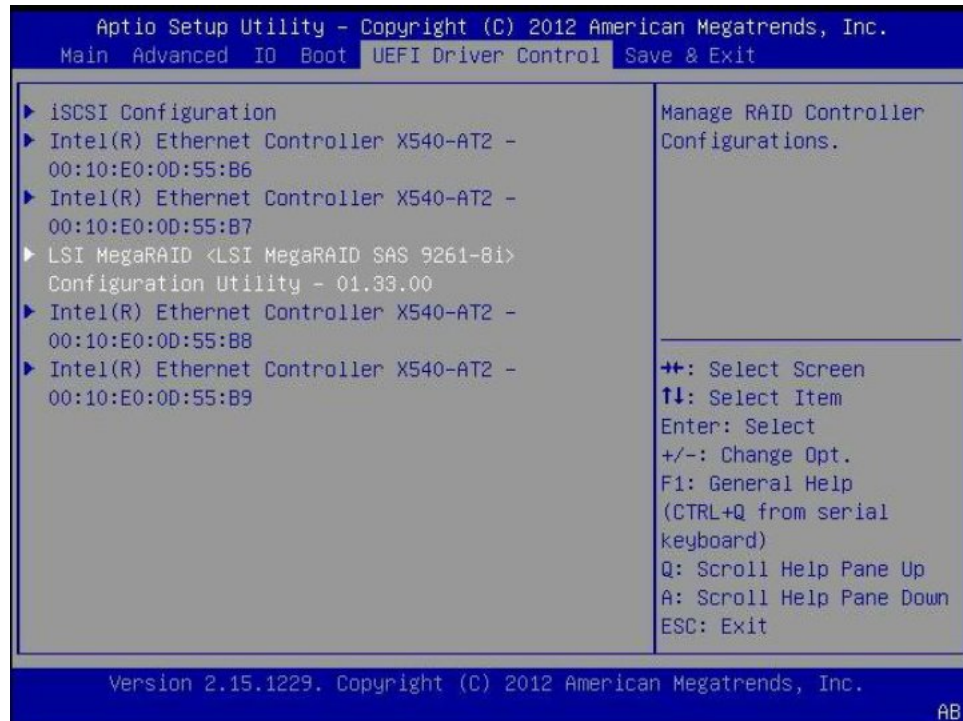 Aptio Setup Utility – Copyright (C) 2012 American Megatrends, Inc.
Main Advanced IO Boot UEFI Driver Control Save & Exit
▶ iSCSI Configuration
▶ Intel(R) Ethernet Controller X540-AT2 –
00:10:E0:0D:55:B6
▶ Intel(R) Ethernet Controller X540-AT2 –
00:10:E0:0D:55:B7
▶ LSI MegaRAID <LSI MegaRAID SAS 9261-8i>
Configuration Utility – 01.33.00
▶ Intel(R) Ethernet Controller X540-AT2 –
00:10:E0:0D:55:B8
▶ Intel(R) Ethernet Controller X540-AT2 –
00:10:E0:0D:55:B9
Manage RAID Controller
Configurations.
→←: Select Screen
↑↓: Select Item
Enter: Select
+/-: Change Opt.
F1: General Help
(CTRL+Q from serial
keyboard)
Q: Scroll Help Pane Up
A: Scroll Help Pane Down
ESC: Exit
Version 2.15.1229. Copyright (C) 2012 American Megatrends, Inc.
AB